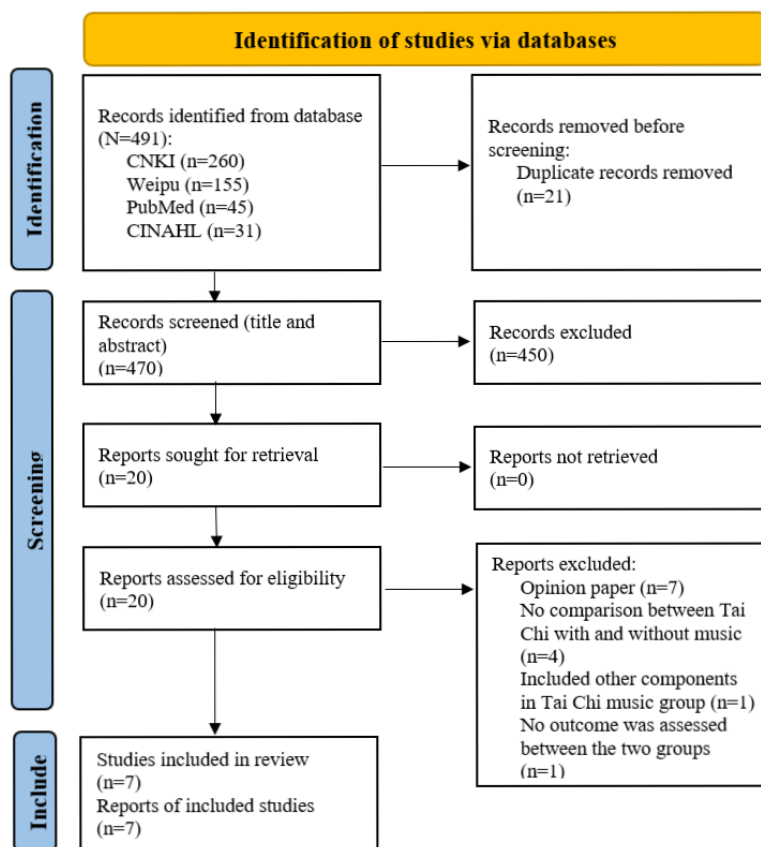 Identification of studies via databases
Identification
Records identified from database
(N=491):
CNKI (n=260)
Weipu (n=155)
PubMed (n=45)
CINAHL (n=31)
Records removed before
screening:
Duplicate records removed
(n=21)
Screening
Records screened (title and
abstract)
(n=470)
Records excluded
(n=450)
Reports sought for retrieval
(n=20)
Reports not retrieved
(n=0)
Reports assessed for eligibility
(n=20)
Reports excluded:
Opinion paper (n=7)
No comparison between Tai
Chi with and without music
(n=4)
Included other components
in Tai Chi music group (n=1)
No outcome was assessed
between the two groups
(n=1)
Include
Studies included in review
(n=7)
Reports of included studies
(n=7)